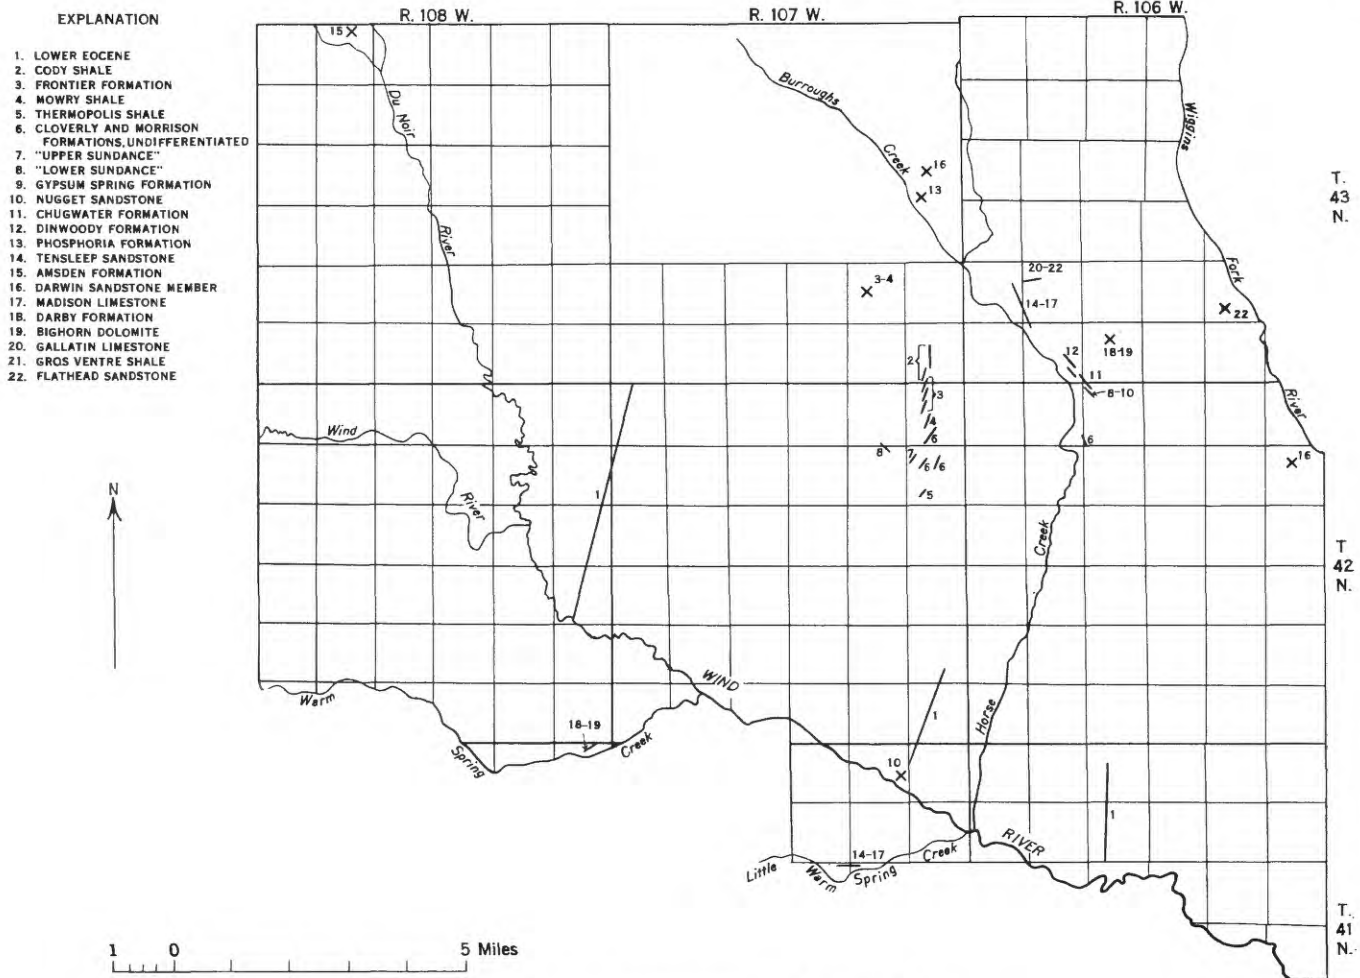 EXPLANATION
1. LOWER EOCENE
2. CODY SHALE
3. FRONTIER FORMATION
4. MOWRY SHALE
5. THERMOPOLIS SHALE
6. CLOVERLY AND MORRISON
FORMATIONS, UNDIFFERENTIATED
7. "UPPER SUNDANCE"
8. "LOWER SUNDANCE"
9. GYPSUM SPRING FORMATION
10. NUGGET SANDSTONE
11. CHUGWATER FORMATION
12. DINWOODY FORMATION
13. PHOSPHORIA FORMATION
14. TENSLEEP SANDSTONE
15. AMSDEN FORMATION
16. DARWIN SANDSTONE MEMBER
17. MADISON LIMESTONE
18. DARBY FORMATION
19. BIGHORN DOLOMITE
20. GALLATIN LIMESTONE
21. GROS VENTRE SHALE
22. FLATHEAD SANDSTONE
R. 108 W.
R. 107 W.
R. 106 W.
15
Du Noir
River
Burroughs
Creek
Wiggins
Fork
River
T.
43
N.
16
13
3-4
20-22
14-17
22
18-19
12
11
8-10
2
3
4
6
8
7
6
6
5
6
16
Wind
River
1
N
Creek
T
42
N.
WIND
Warm
Spring
Creek
18-19
1
Horse
10
1
RIVER
14-17
Little
Warm
Spring
Creek
T.
41
N.
1
0
5 Miles